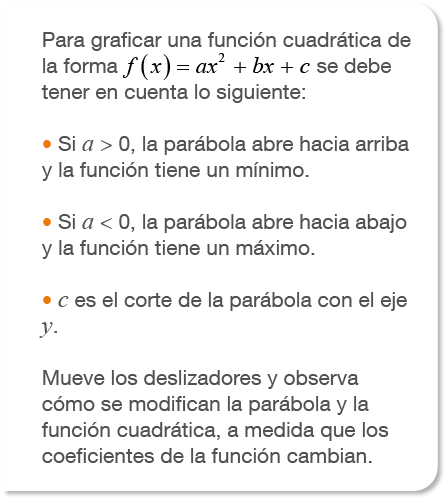 Para graficar una función cuadrática de
la forma f(x) = ax² + bx + c se debe
tener en cuenta lo siguiente:
• Si a > 0, la parábola abre hacia arriba
y la función tiene un mínimo.
• Si a < 0, la parábola abre hacia abajo
y la función tiene un máximo.
• c es el corte de la parábola con el eje
y.
Mueve los deslizadores y observa
cómo se modifican la parábola y la
función cuadrática, a medida que los
coeficientes de la función cambian.